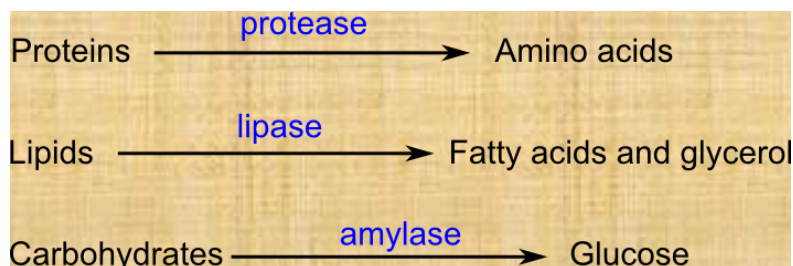 protease
Proteins Amino acids
lipase
Lipids Fatty acids and glycerol
amylase
Carbohydrates Glucose